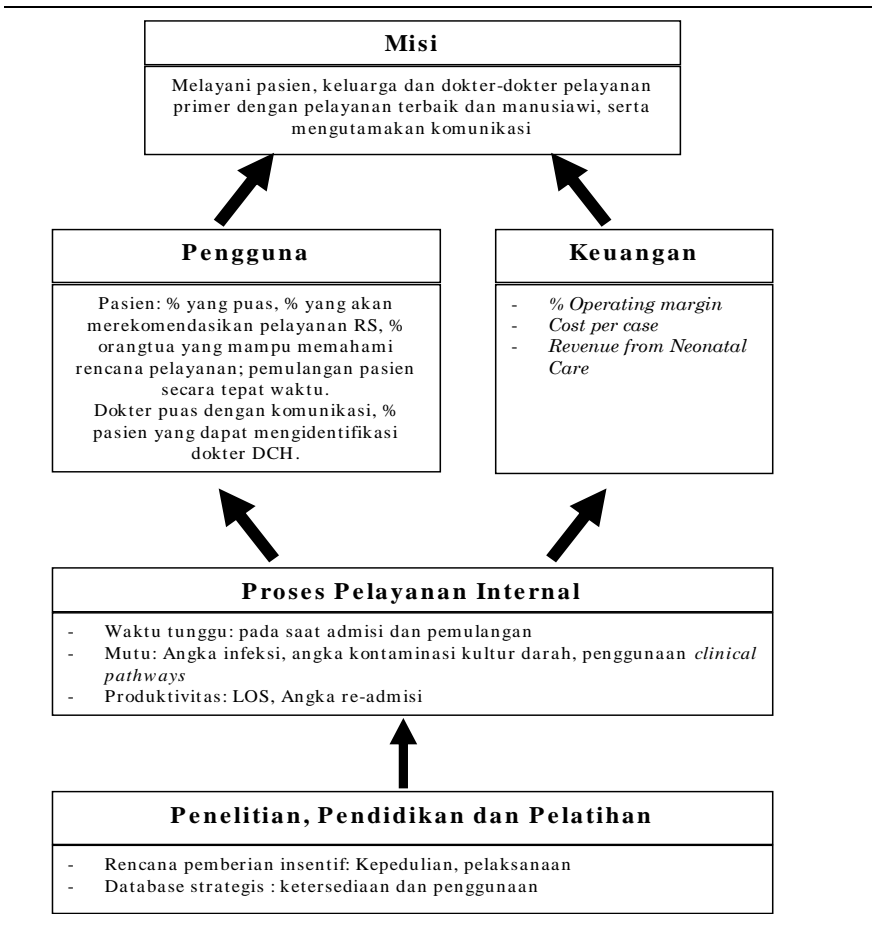 Misi
Melayani pasien, keluarga dan dokter-dokter pelayanan
primer dengan pelayanan terbaik dan manusiawi, serta
mengutamakan komunikasi
Pengguna
Pasien: % yang puas, % yang akan
merekomendasikan pelayanan RS, %
orangtua yang mampu memahami
rencana pelayanan; pemulangan pasien
secara tepat waktu.
Dokter puas dengan komunikasi, %
pasien yang dapat mengidentifikasi
dokter DCH.
Keuangan
- % Operating margin
- Cost per case
- Revenue from Neonatal
Care
Proses Pelayanan Internal
- Waktu tunggu: pada saat admisi dan pemulangan
- Mutu: Angka infeksi, angka kontaminasi kultur darah, penggunaan clinical
pathways
- Produktivitas: LOS, Angka re-admisi
Penelitian, Pendidikan dan Pelatihan
- Rencana pemberian insentif: Kepedulian, pelaksanaan
- Database strategis : ketersediaan dan penggunaan